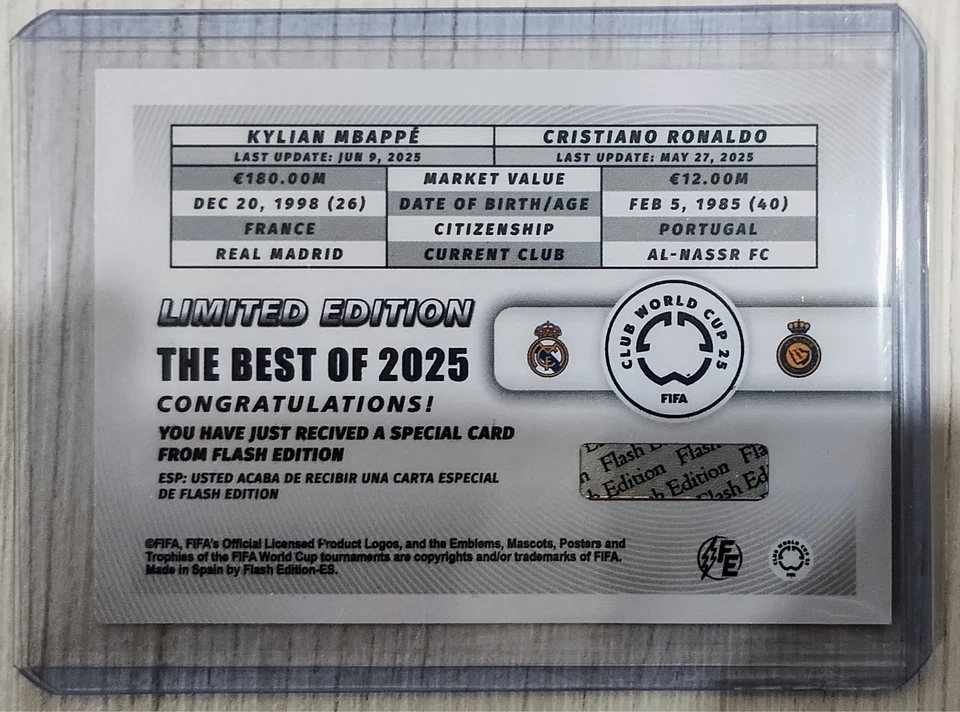 KYLIAN MBAPPÉ CRISTIANO RONALDO
LAST UPDATE: JUN 9, 2025 LAST UPDATE: MAY 27, 2025
€180.00M MARKET VALUE €12.00M
DEC 20, 1998 (26) DATE OF BIRTH/AGE FEB 5, 1985 (40)
FRANCE CITIZENSHIP PORTUGAL
REAL MADRID CURRENT CLUB AL-NASSR FC
LIMITED EDITION
THE BEST OF 2025
CONGRATULATIONS!
YOU HAVE JUST RECIVED A SPECIAL CARD
FROM FLASH EDITION
ESP: USTED ACABA DE RECIBIR UNA CARTA ESPECIAL
DE FLASH EDITION
CLUB WORLD CUP 25
FIFA
Flash Edition
©FIFA, FIFA's Official Licensed Product Logos, and the Emblems, Mascots, Posters and
Trophies of the FIFA World Cup tournaments are copyrights and/or trademarks of FIFA.
Made in Spain by Flash Edition-ES.
FE